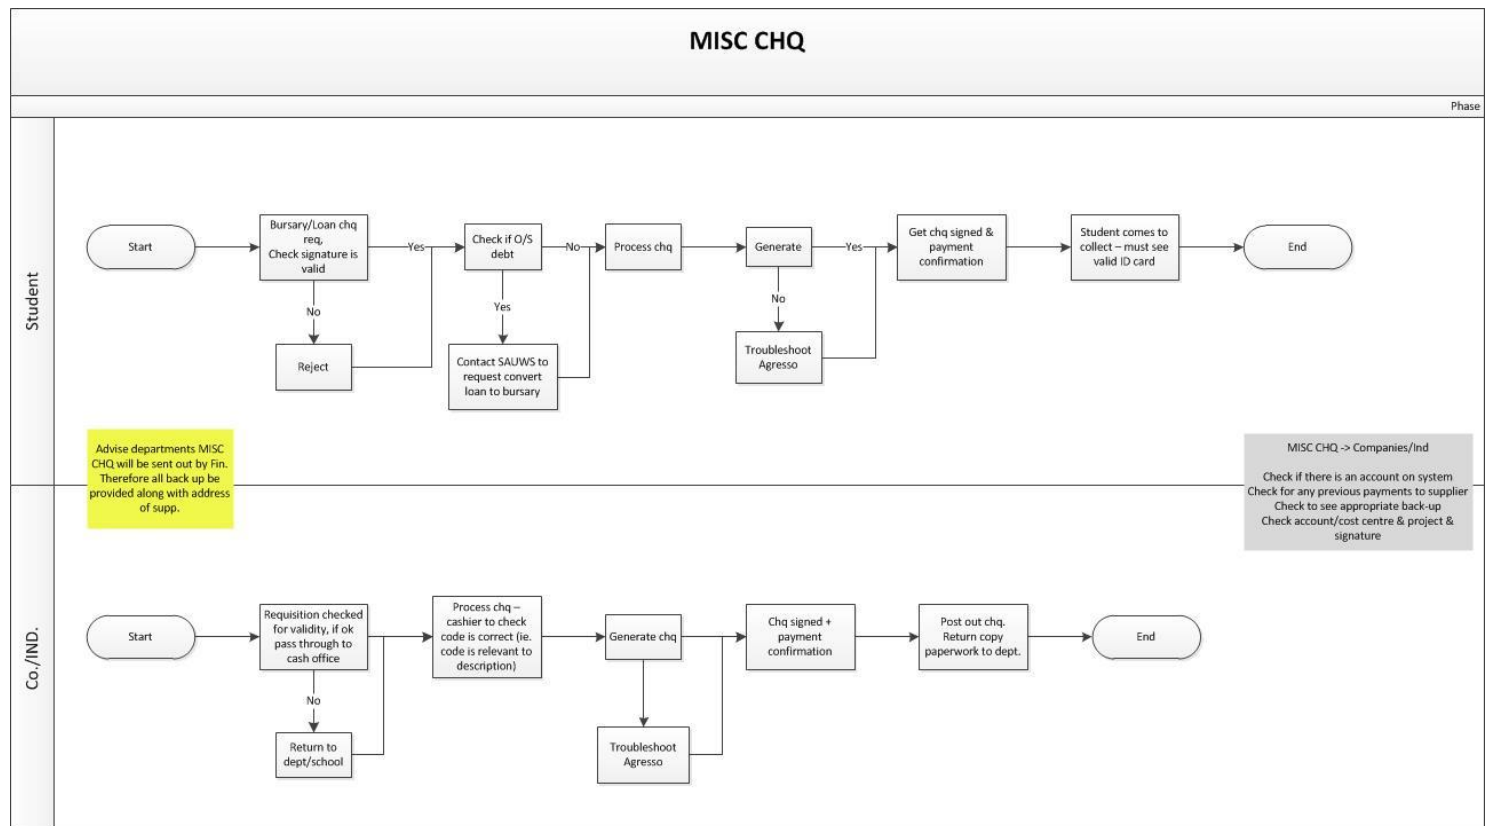 MISC CHQ
Phase
Student
Start
Bursary/Loan chq
req,
Check signature is
valid
Yes
No
Reject
Check if O/S
debt
No
Yes
Contact SAUWS to
request convert
loan to bursary
Process chq
Generate
Yes
No
Troubleshoot
Agresso
Get chq signed &
payment
confirmation
Student comes to
collect – must see
valid ID card
End
Advise departments MISC
CHQ will be sent out by Fin.
Therefore all back up be
provided along with address
of supp.
MISC CHQ -> Companies/Ind
Check if there is an account on system
Check for any previous payments to supplier
Check to see appropriate back-up
Check account/cost centre & project &
signature
Co./IND.
Start
Requisition checked
for validity, if ok
pass through to
cash office
No
Return to
dept/school
Process chq –
cashier to check
code is correct (ie.
code is relevant to
description)
Generate chq
Troubleshoot
Agresso
Chq signed +
payment
confirmation
Post out chq.
Return copy
paperwork to dept.
End